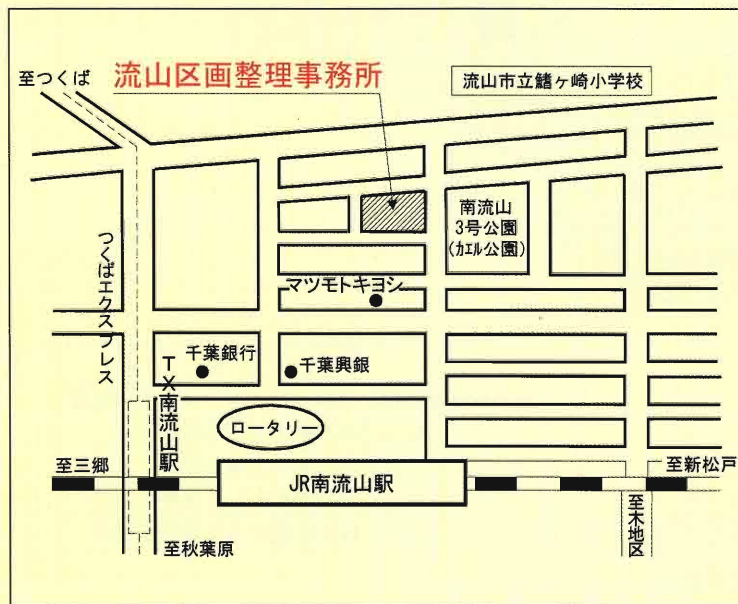 至つくば
流山区画整理事務所
流山市立鰭ヶ崎小学校
南流山
3号公園
(カエル公園)
つくばエクスプレス
マツモトキヨシ
千葉銀行
千葉興銀
TX南流山駅
ロータリー
至三郷
JR南流山駅
至新松戸
至木地区
至秋葉原